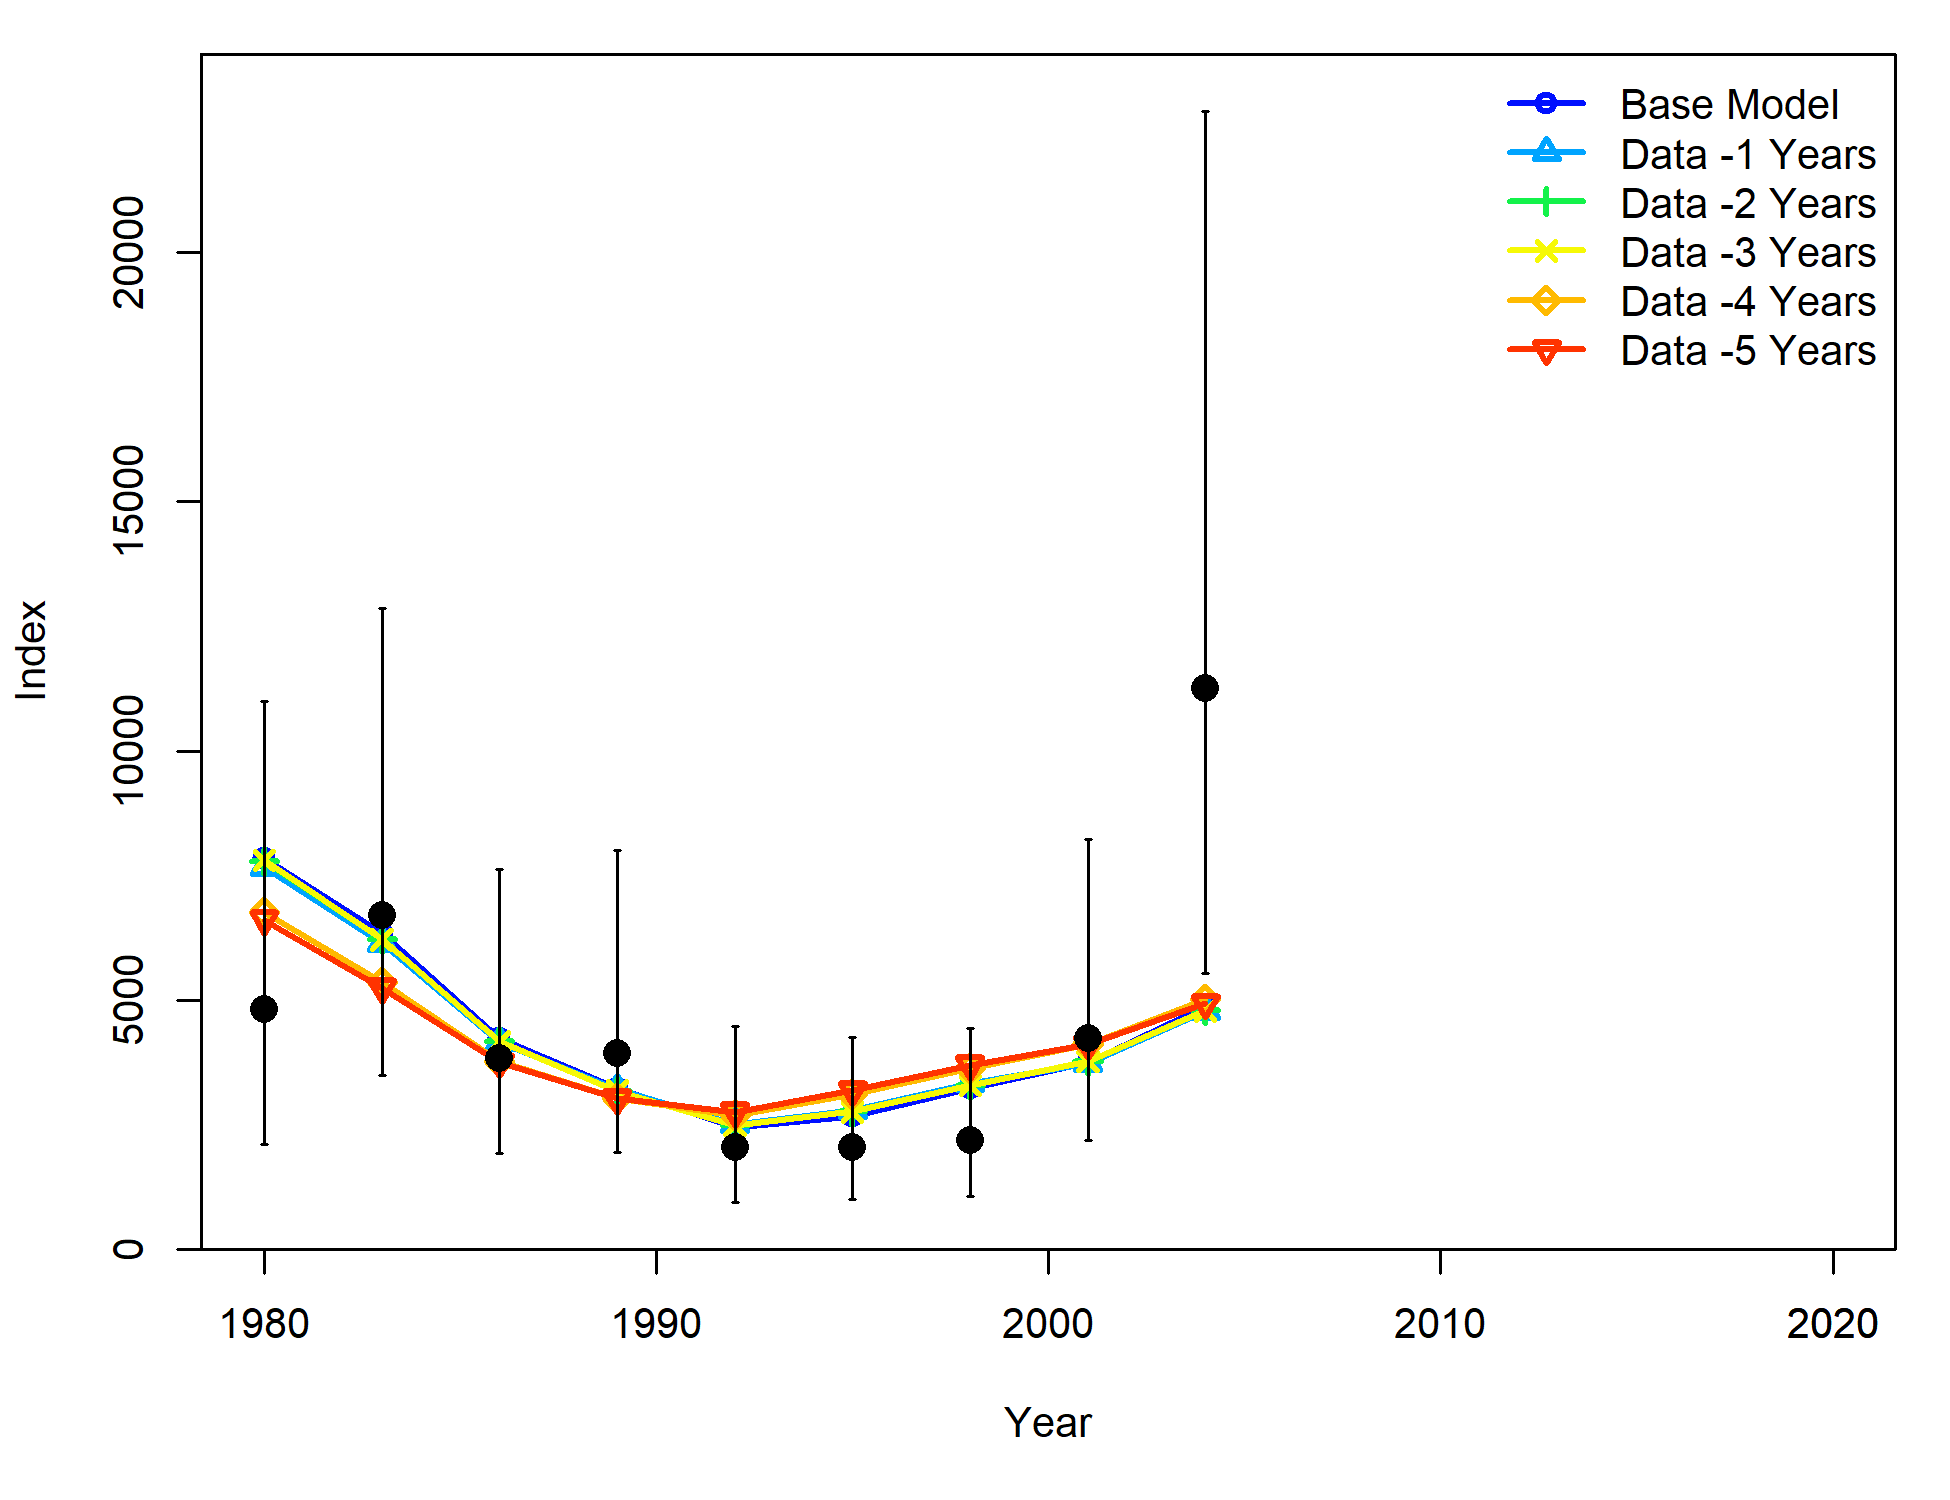 Base Model
Data -1 Years
Data -2 Years
Data -3 Years
Data -4 Years
Data -5 Years
20000
15000
10000
5000
0
Index
1980 1990 2000 2010 2020
Year